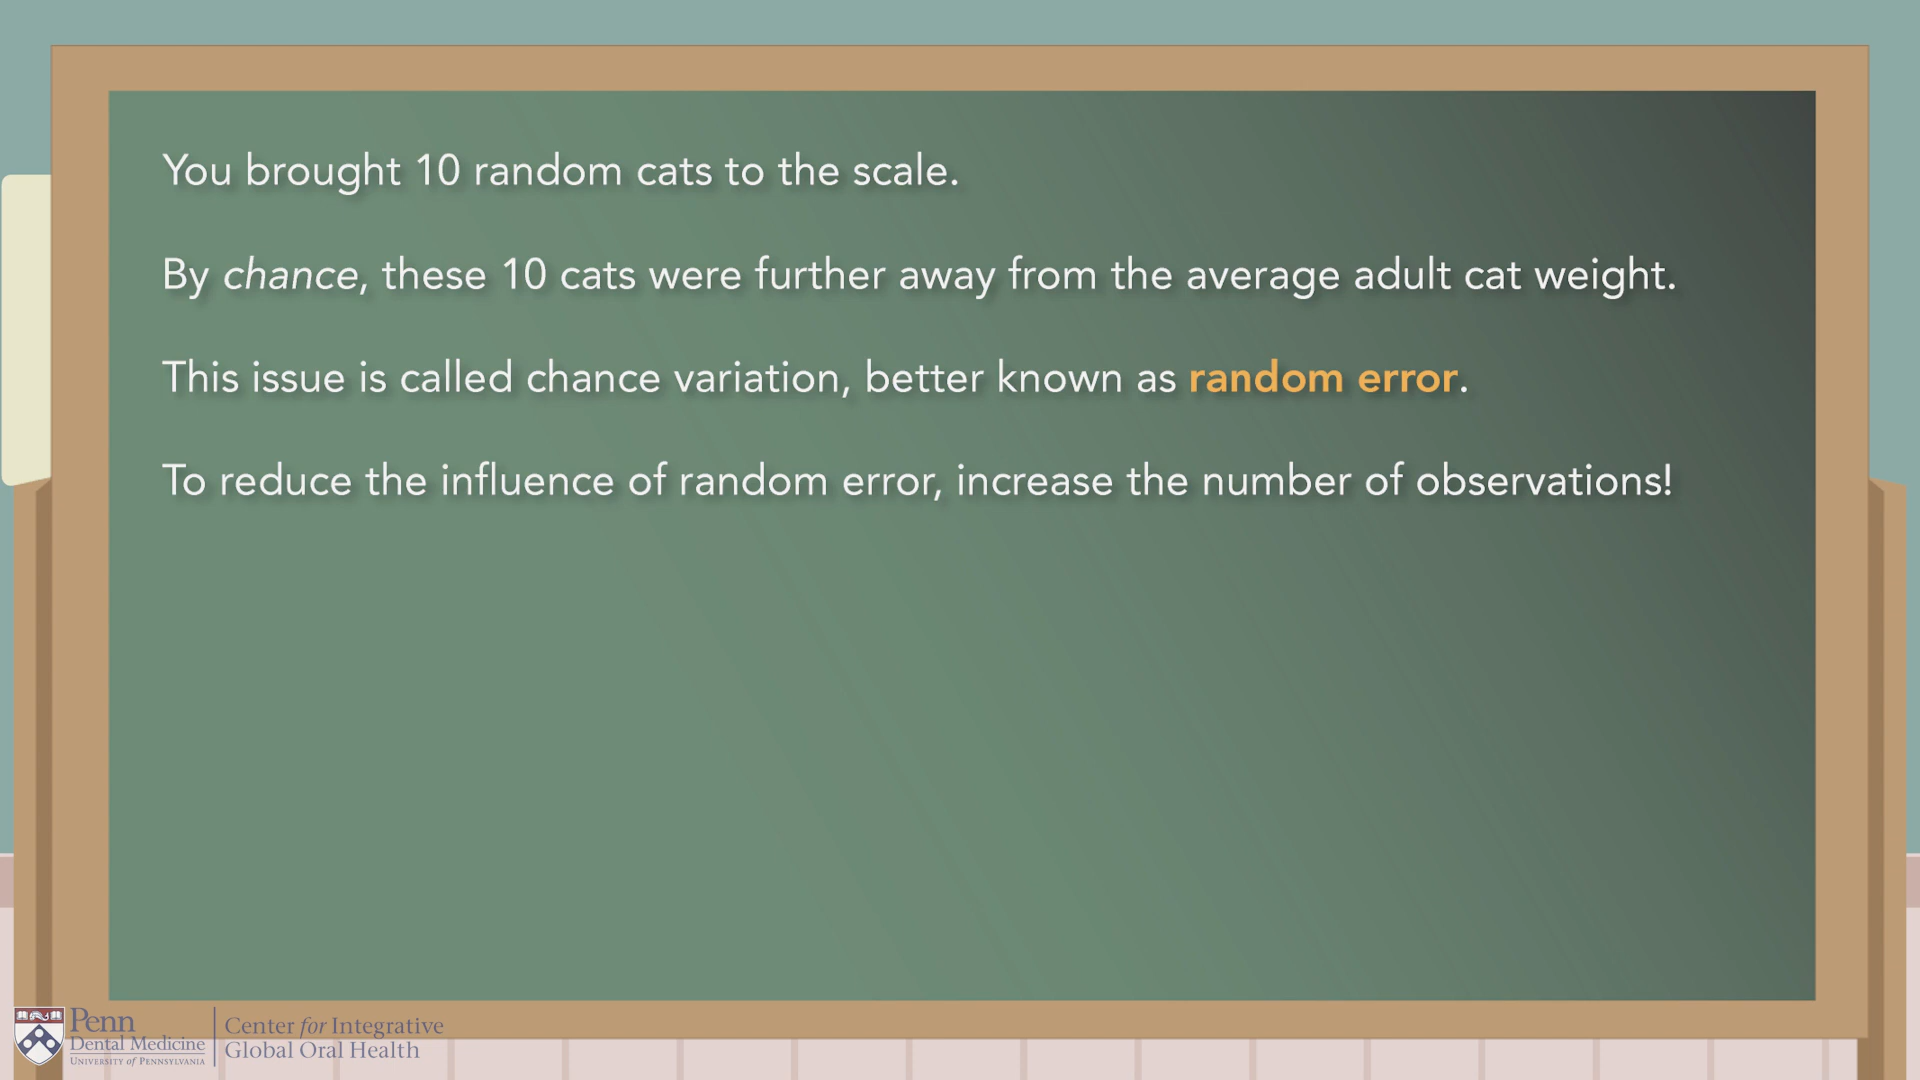 You brought 10 random cats to the scale.
By chance, these 10 cats were further away from the average adult cat weight.
This issue is called chance variation, better known as random error.
To reduce the influence of random error, increase the number of observations!
Penn
Dental Medicine
University of Pennsylvania
Center for Integrative
Global Oral Health